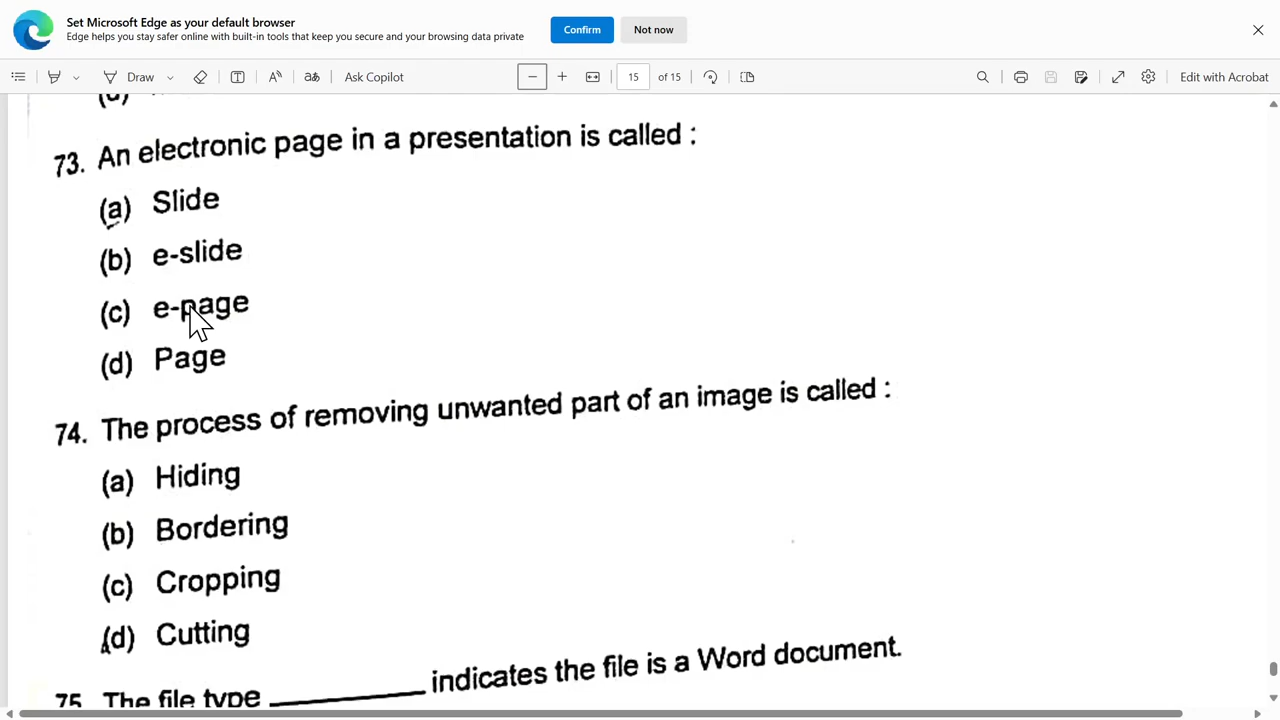 Set Microsoft Edge as your default browser
Edge helps you stay safer online with built-in tools that keep you secure and your browsing data private
Confirm
Not now
Draw
Ask Copilot
15 of 15
Edit with Acrobat
73. An electronic page in a presentation is called :
(a) Slide
(b) e-slide
(c) e-page
(d) Page
74. The process of removing unwanted part of an image is called :
(a) Hiding
(b) Bordering
(c) Cropping
(d) Cutting
75 The file type __________ indicates the file is a Word document.